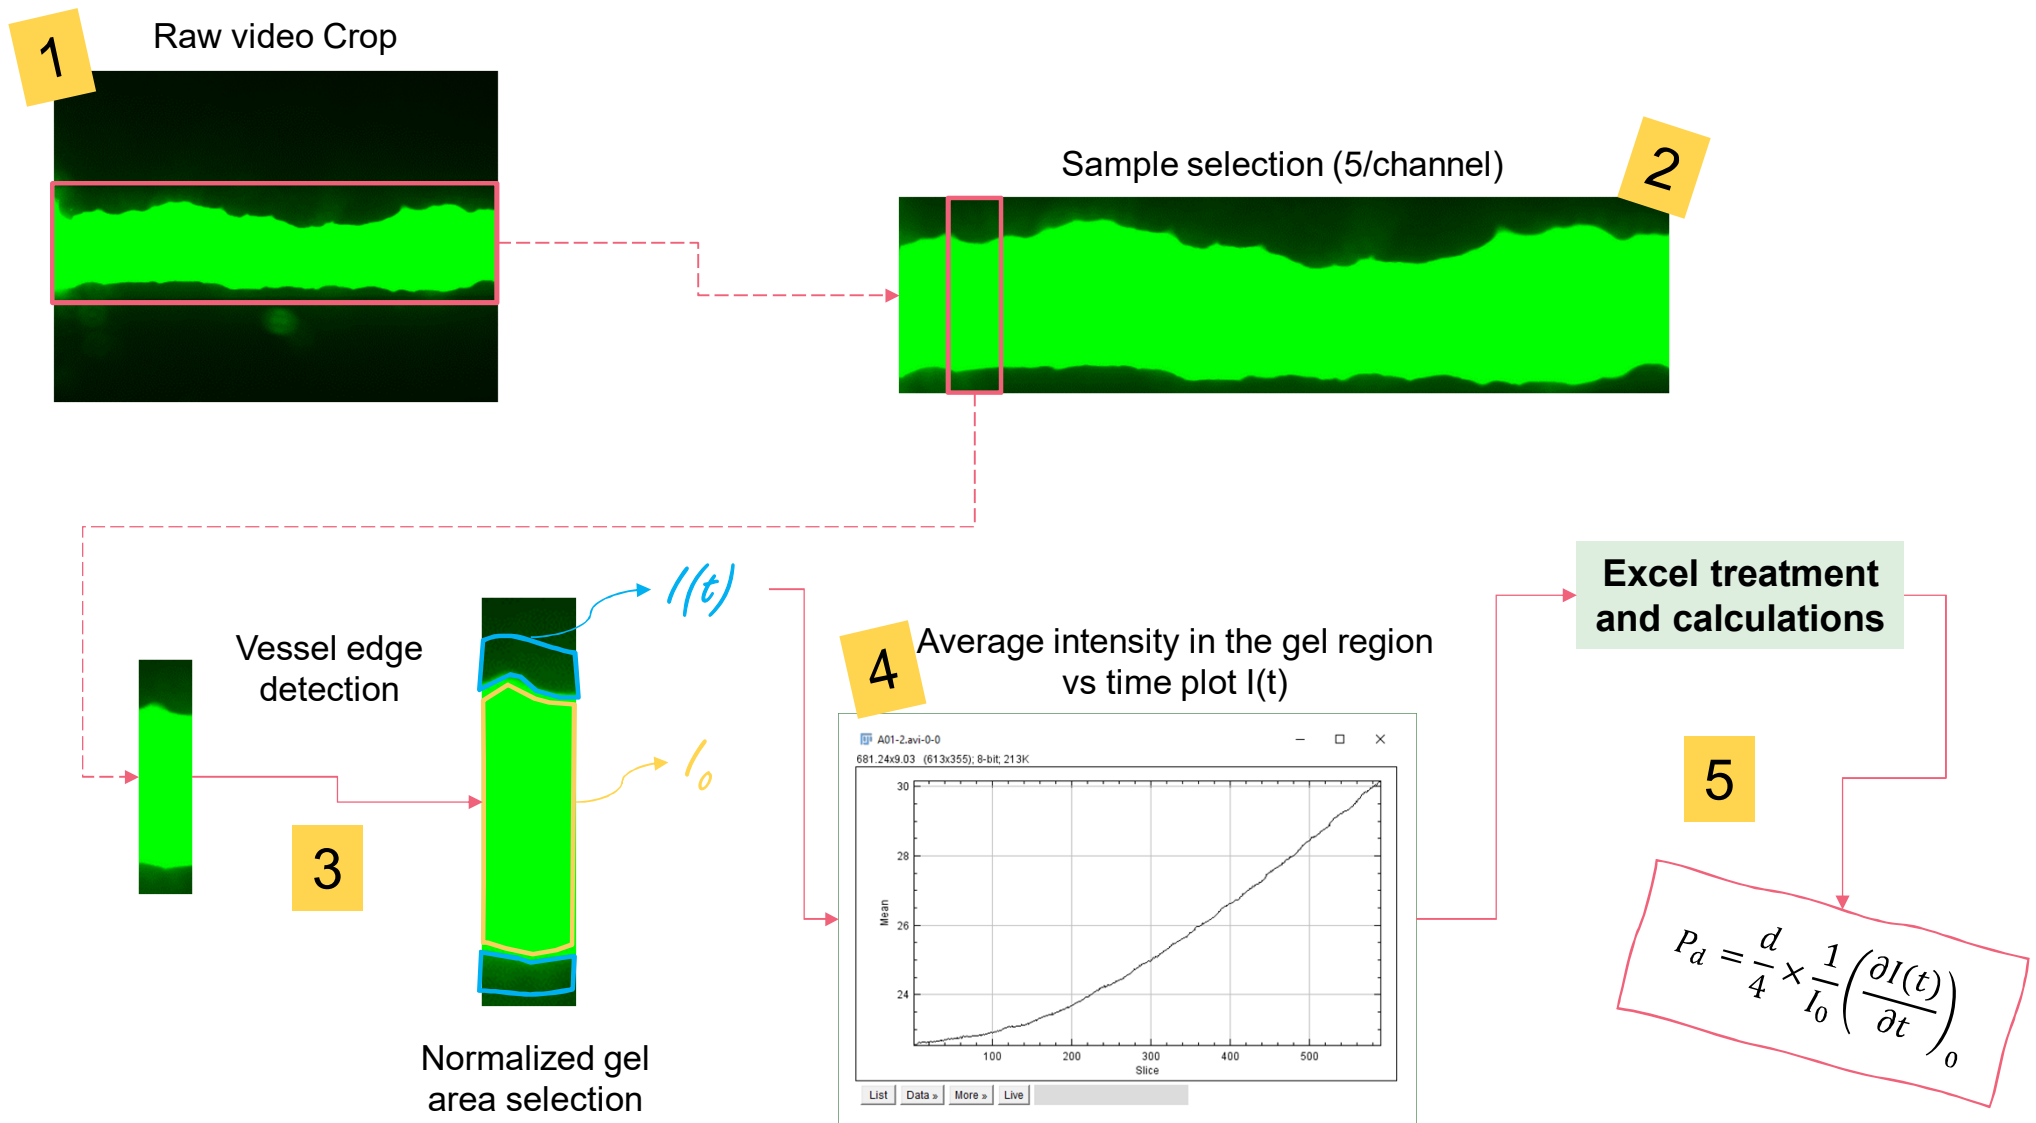 1
Raw video Crop
Sample selection (5/channel)
2
Vessel edge
detection
3
I(t)
I₀
Normalized gel
area selection
4
Average intensity in the gel region
vs time plot I(t)
A01-2.avi-0-0
681.24x9.03 (613x355); 8-bit; 213K
30
28
26
24
Mean
100 200 300 400 500
Slice
List Data » More » Live
Excel treatment
and calculations
5
P_d = d/4 × 1/I₀ (∂I(t)/∂t)₀